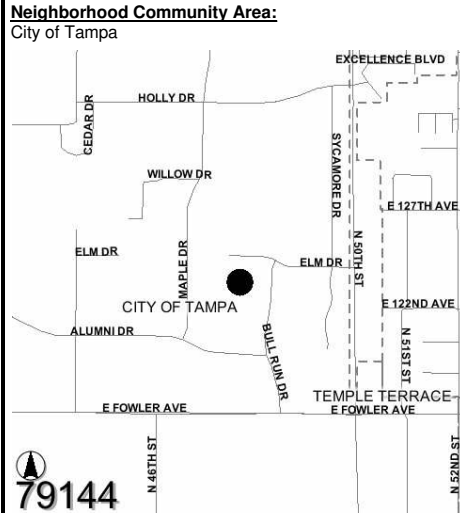 Neighborhood Community Area:
City of Tampa
EXCELLENCE BLVD
HOLLY DR
CEDAR DR
SYCAMORE DR
WILLOW DR
E 127TH AVE
MAPLE DR
ELM DR
ELM DR
N 50TH ST
CITY OF TAMPA
E 122ND AVE
ALUMNI DR
BULL RUN DR
N 51ST ST
TEMPLE TERRACE
E FOWLER AVE
E FOWLER AVE
N 46TH ST
N 52ND ST
79144